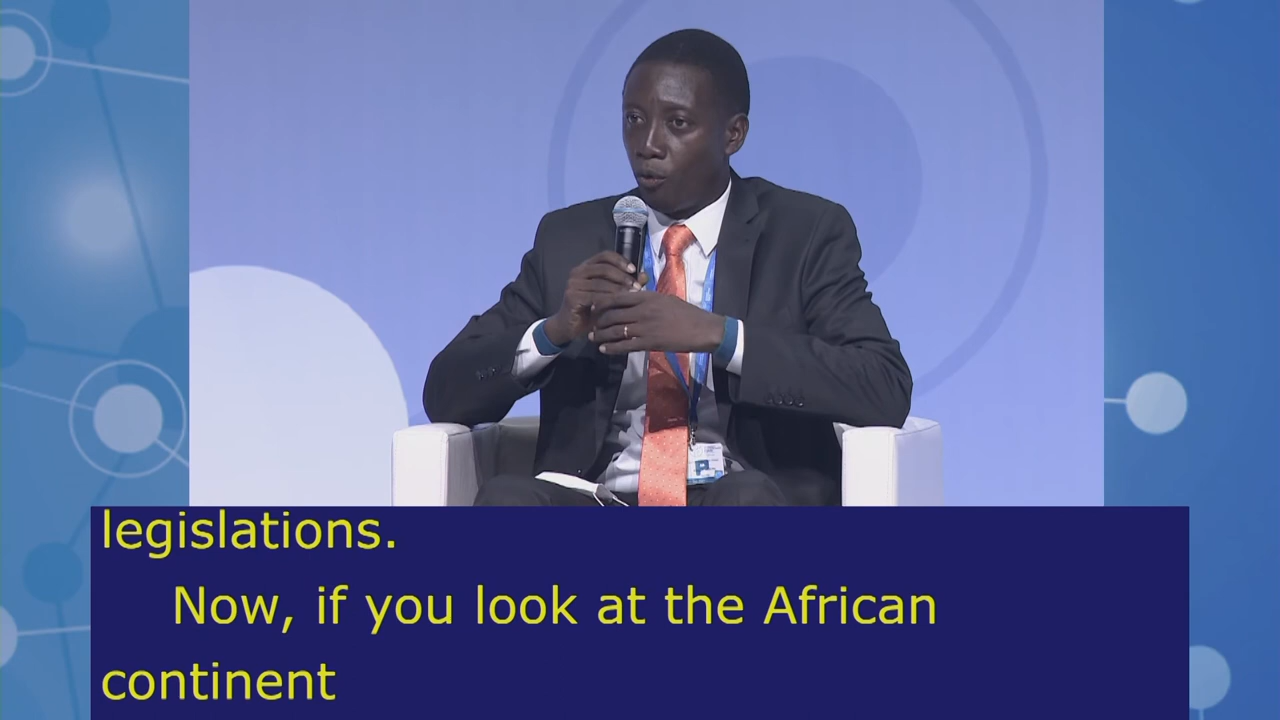 legislations.
Now, if you look at the African
continent